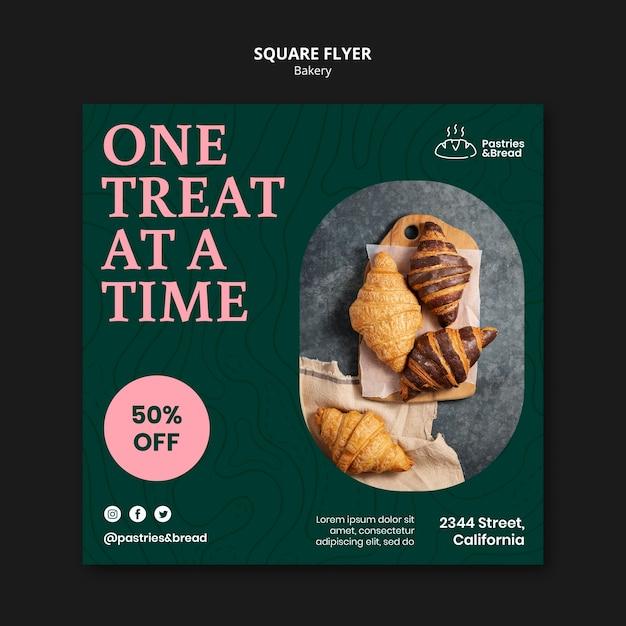 SQUARE FLYER
Bakery
ONE
TREAT
AT A
TIME
Pastries
&Bread
50%
OFF
@pastries&bread
Lorem ipsum dolor sit
amet, consectetur
adipiscing elit, sed do
2344 Street,
California